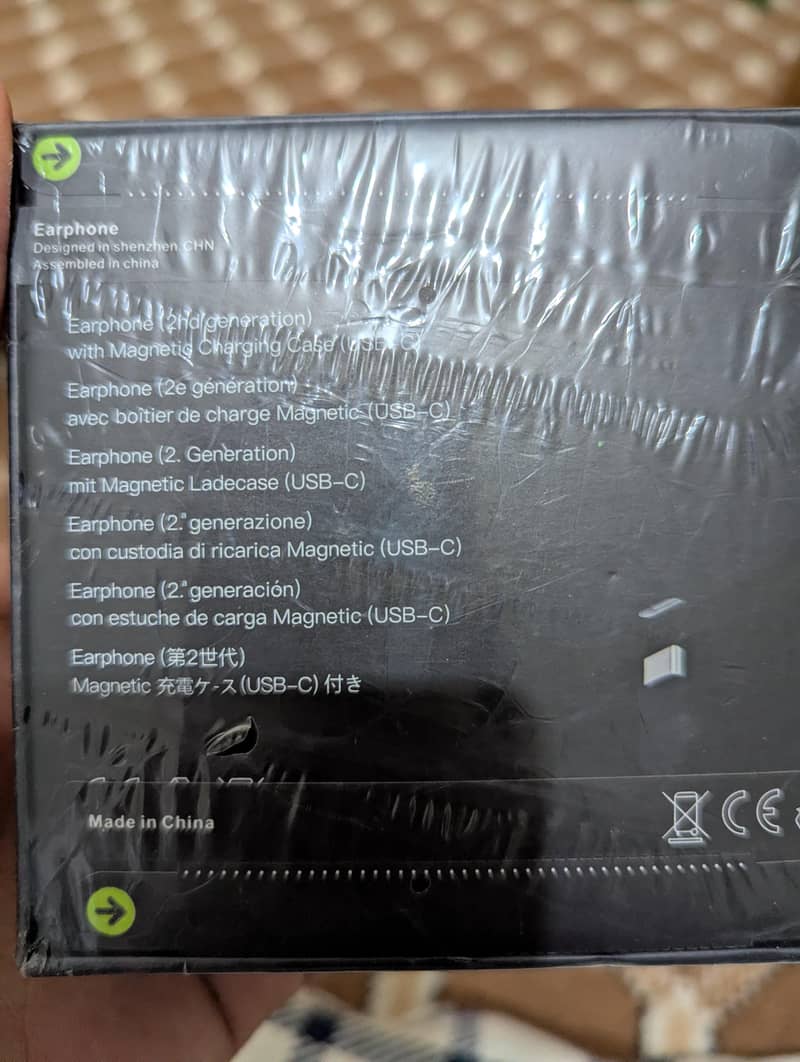 Earphone
Designed in shenzhen CHN
Assembled in china
Earphone (2nd generation)
with Magnetic Charging Case (USB-C)
Earphone (2e génération)
avec boîtier de charge Magnetic (USB-C)
Earphone (2. Generation)
mit Magnetic Ladecase (USB-C)
Earphone (2.ª generazione)
con custodia di ricarica Magnetic (USB-C)
Earphone (2.ª generación)
con estuche de carga Magnetic (USB-C)
Earphone (第2世代)
Magnetic 充電ケ-ス(USB-C) 付き
Made in China
CE